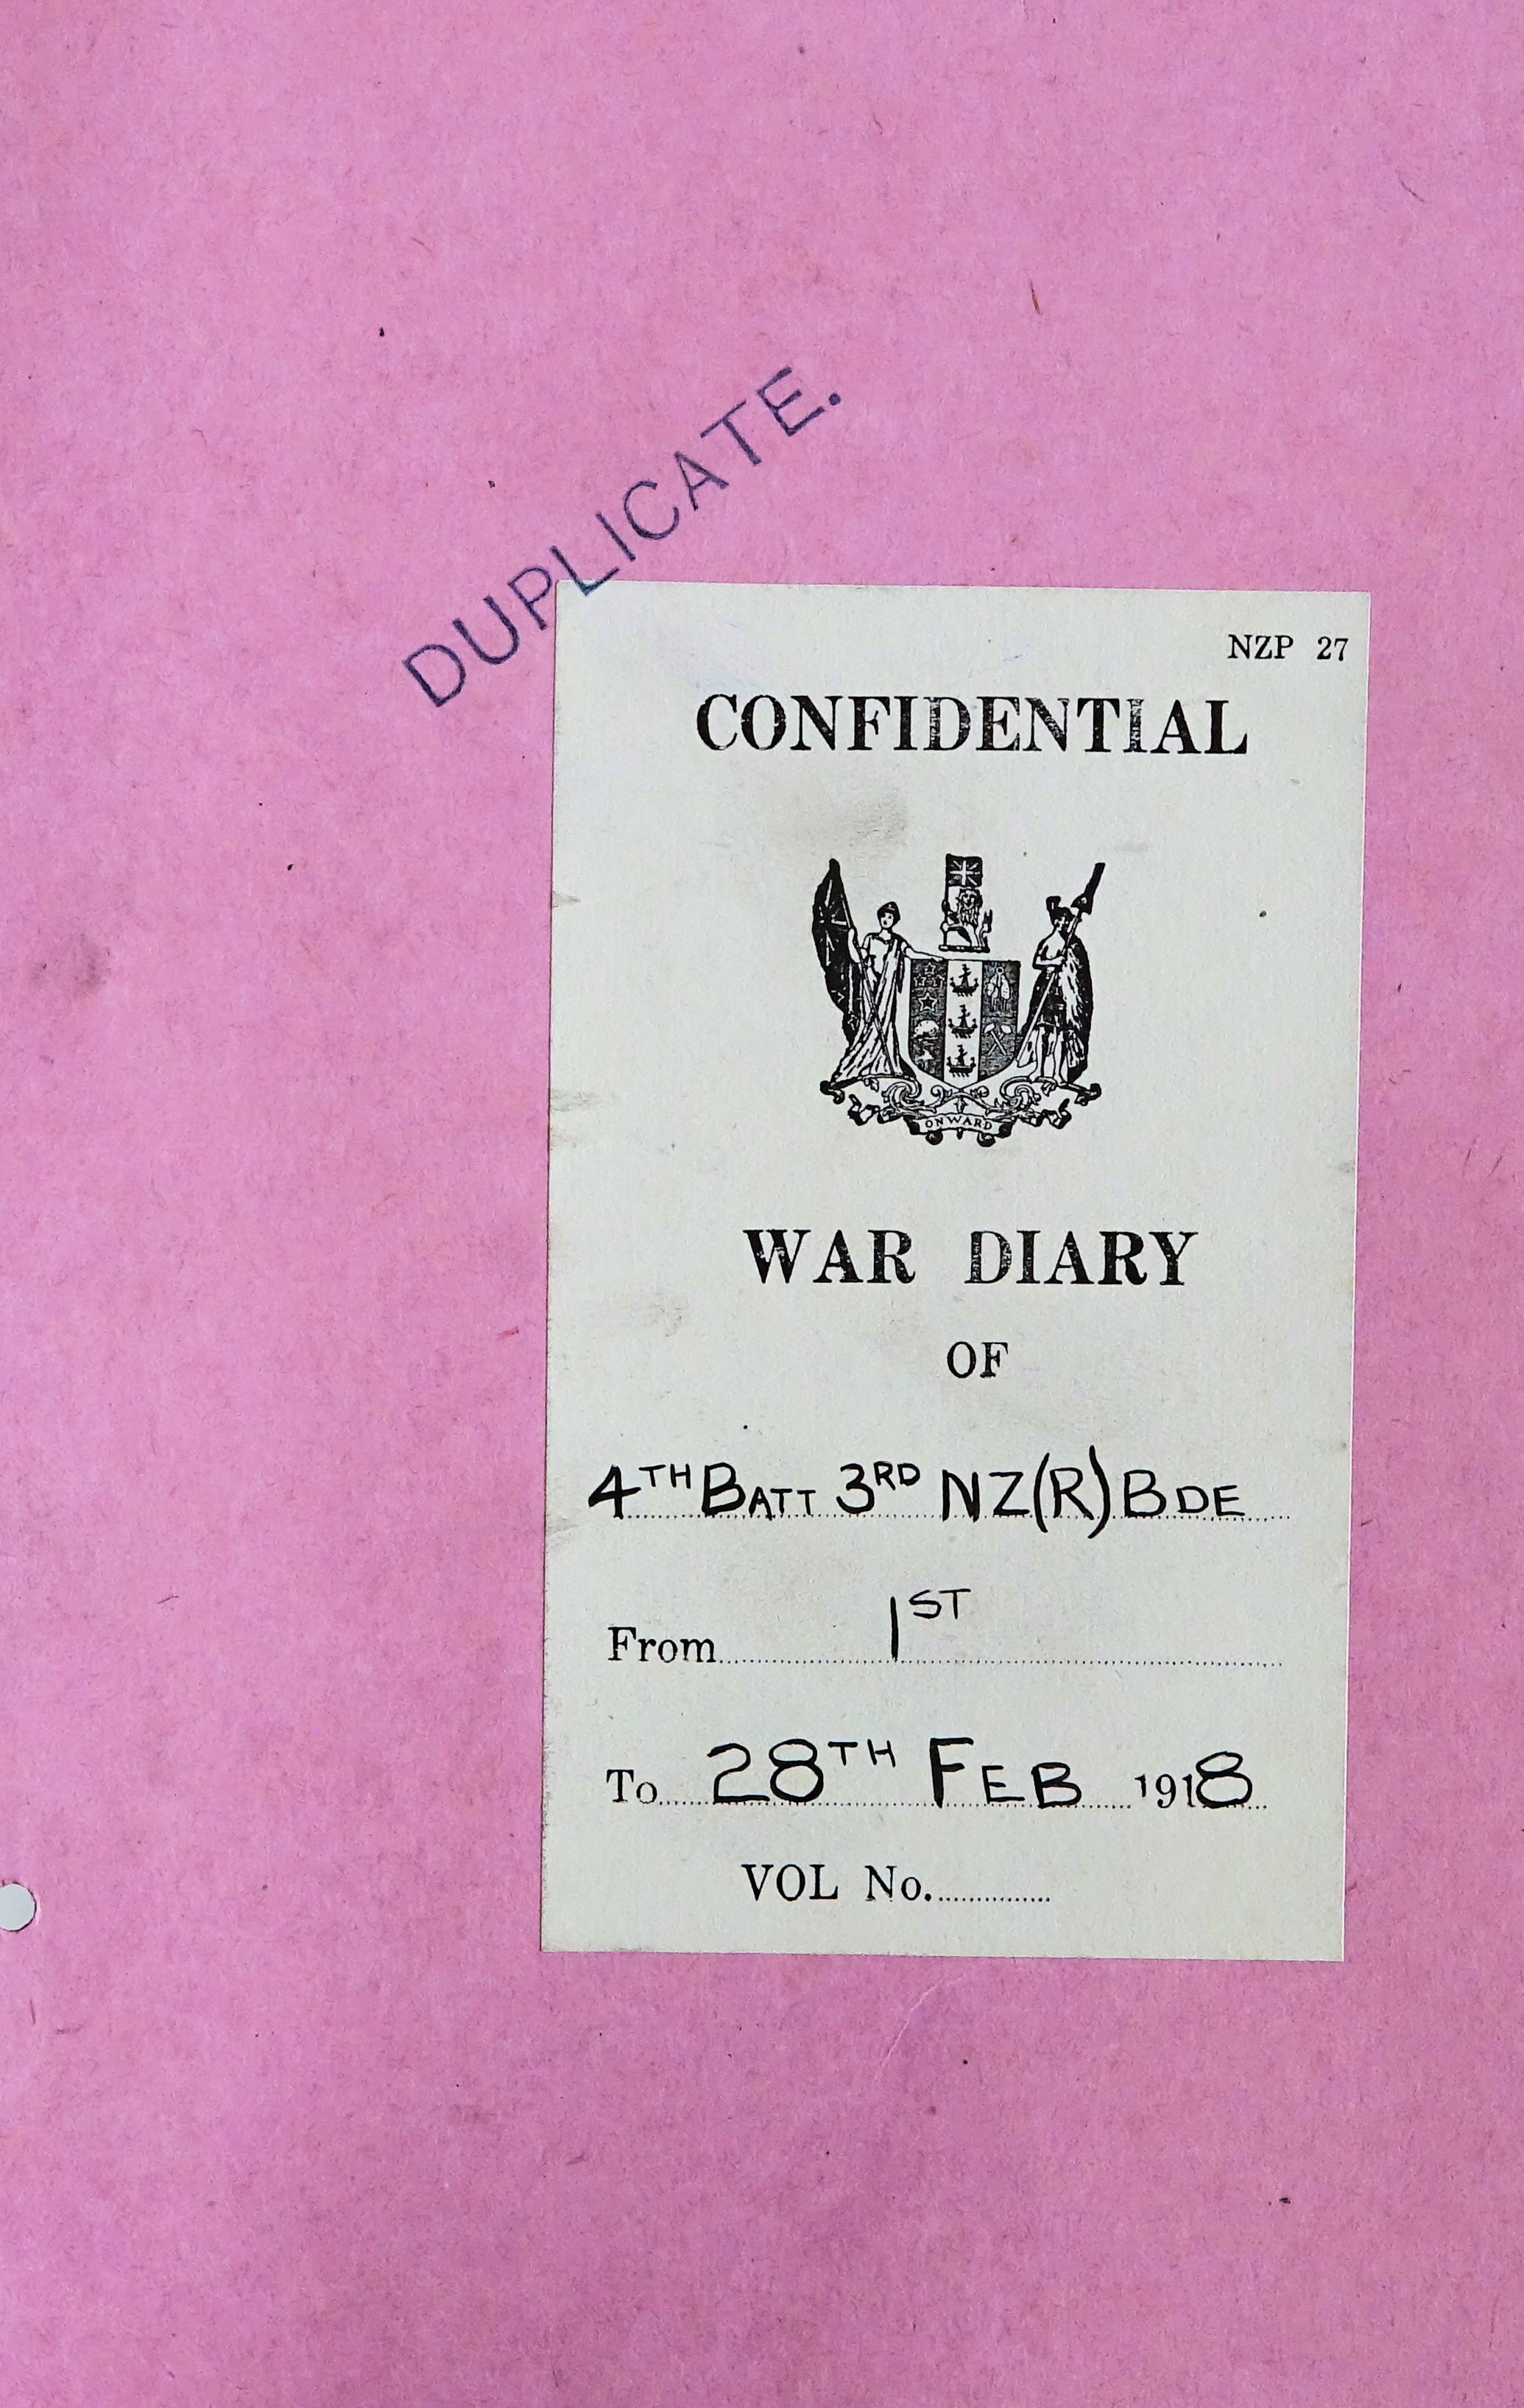 DUPLICATE.
NZP 27
CONFIDENTIAL
ONWARD
WAR DIARY
OF
4TH BATT 3RD NZ(R) BDE
From 1ST
To 28TH FEB 1918
VOL No.